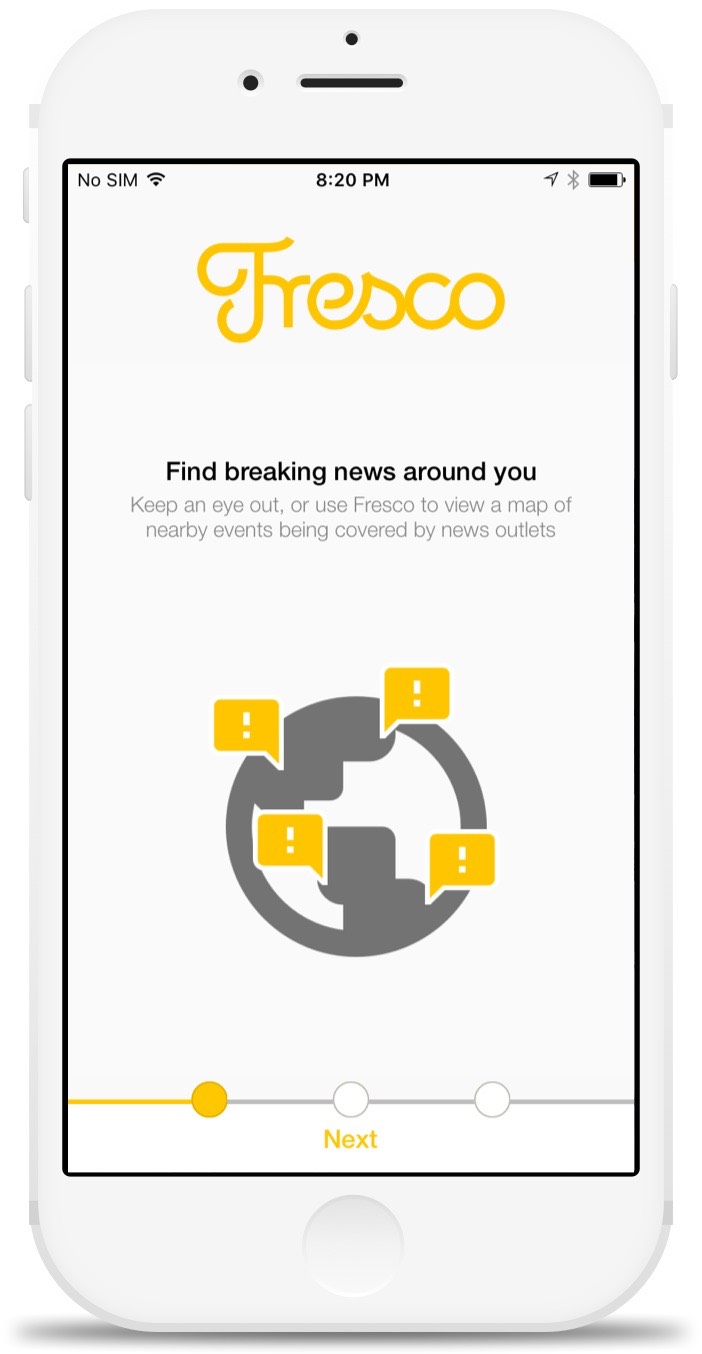 No SIM 8:20 PM
Fresco
Find breaking news around you
Keep an eye out, or use Fresco to view a map of
nearby events being covered by news outlets
!
!
!
!
Next